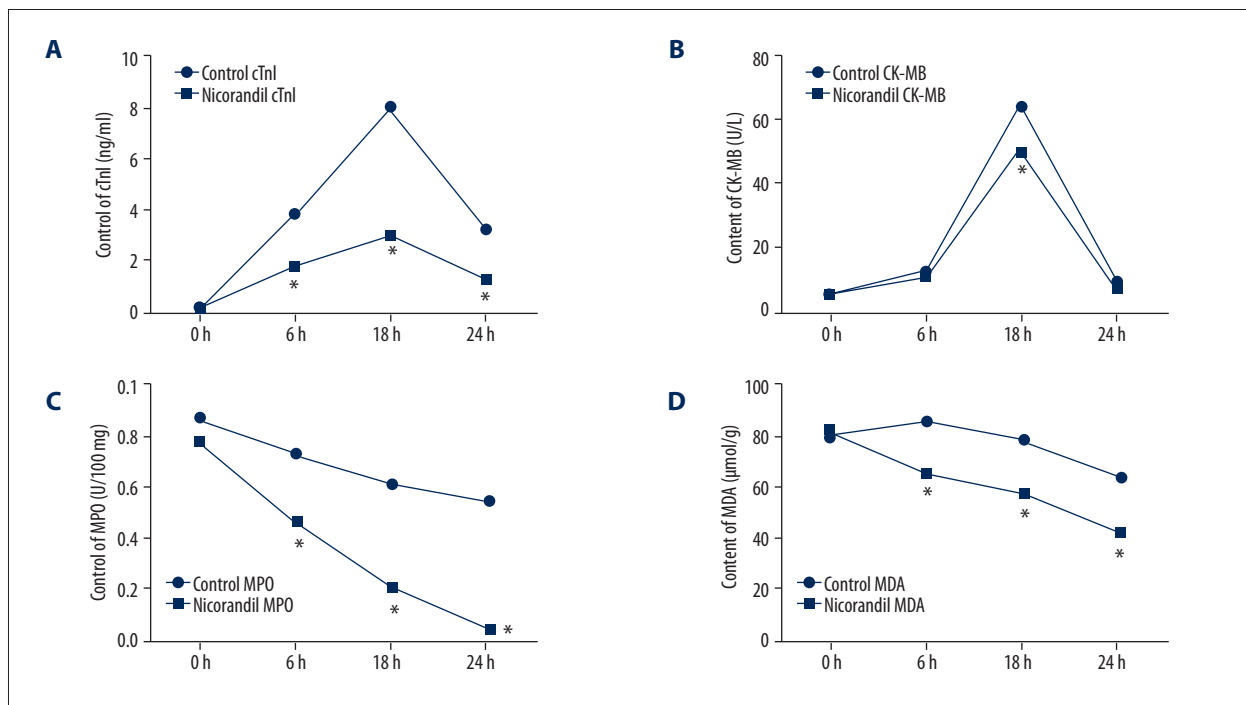 A
Control of cTnl (ng/ml)
10
8
6
4
2
0
Control cTnl
Nicorandil cTnl
*
*
*
0 h
6 h
18 h
24 h
B
Content of CK-MB (U/L)
80
60
40
20
0
Control CK-MB
Nicorandil CK-MB
*
0 h
6 h
18 h
24 h
C
Control of MPO (U/100 mg)
0.1
0.8
0.6
0.4
0.2
0.0
Control MPO
Nicorandil MPO
*
*
*
0 h
6 h
18 h
24 h
D
Content of MDA (µmol/g)
100
80
60
40
20
0
Control MDA
Nicorandil MDA
*
*
*
0 h
6 h
18 h
24 h